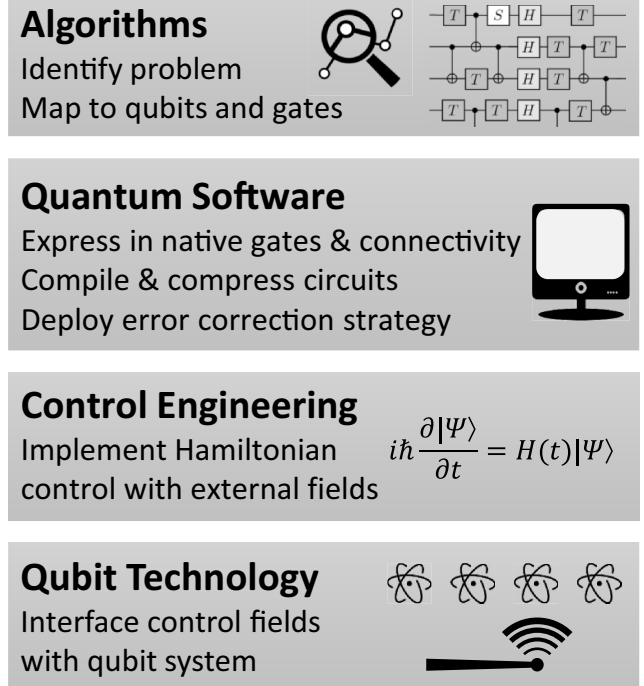 Algorithms
Identify problem
Map to qubits and gates
T S H T
H T T
T H T
T T H T
Quantum Software
Express in native gates & connectivity
Compile & compress circuits
Deploy error correction strategy
Control Engineering
Implement Hamiltonian
control with external fields
iℏ ∂|Ψ⟩/∂t = H(t)|Ψ⟩
Qubit Technology
Interface control fields
with qubit system